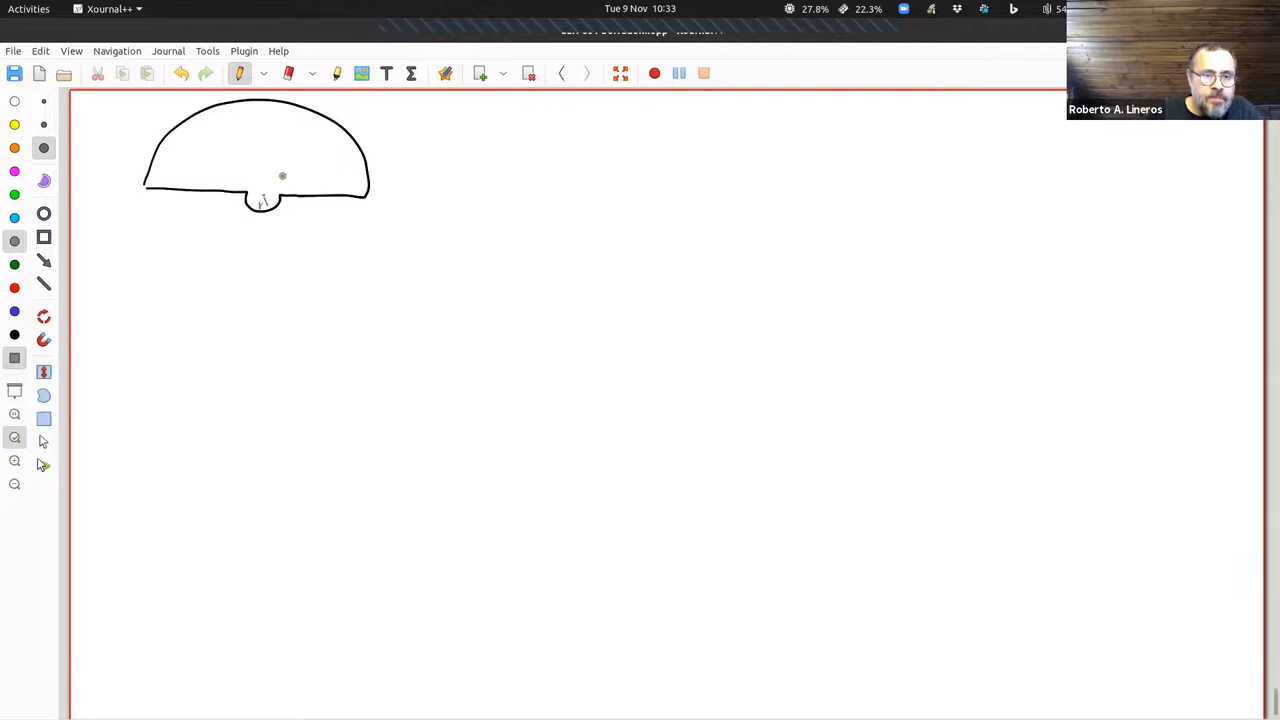 Activities
Xournal++
Tue 9 Nov 10:33
27.8%
22.3%
File Edit View Navigation Journal Tools Plugin Help
Roberto A. Lineros